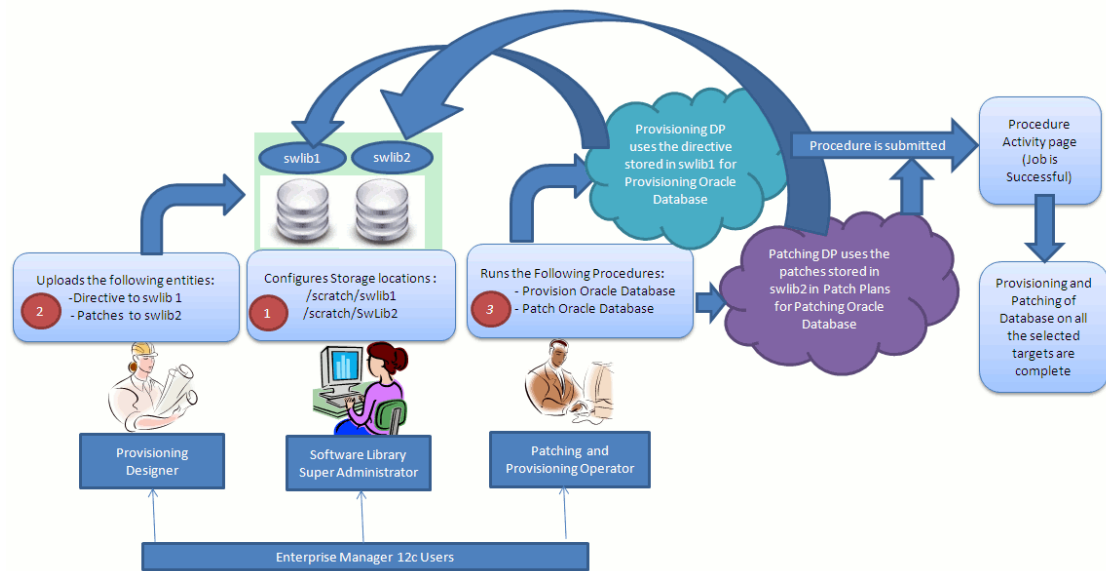 swlib1
swlib2
Provisioning DP
uses the directive
stored in swlib1 for
Provisioning Oracle
Database
Procedure is submitted
Procedure
Activity page
(Job is
Successful)
Uploads the following entities:
-Directive to swlib 1
- Patches to swlib2
2
Configures Storage locations :
/scratch/swlib1
/scratch/SwLib2
1
Runs the Following Procedures:
- Provision Oracle Database
- Patch Oracle Database
3
Patching DP uses the
patches stored in
swlib2 in Patch Plans
for Patching Oracle
Database
Provisioning and
Patching of
Database on all
the selected
targets are
complete
Provisioning
Designer
Software Library
Super Administrator
Patching and
Provisioning Operator
Enterprise Manager 12c Users